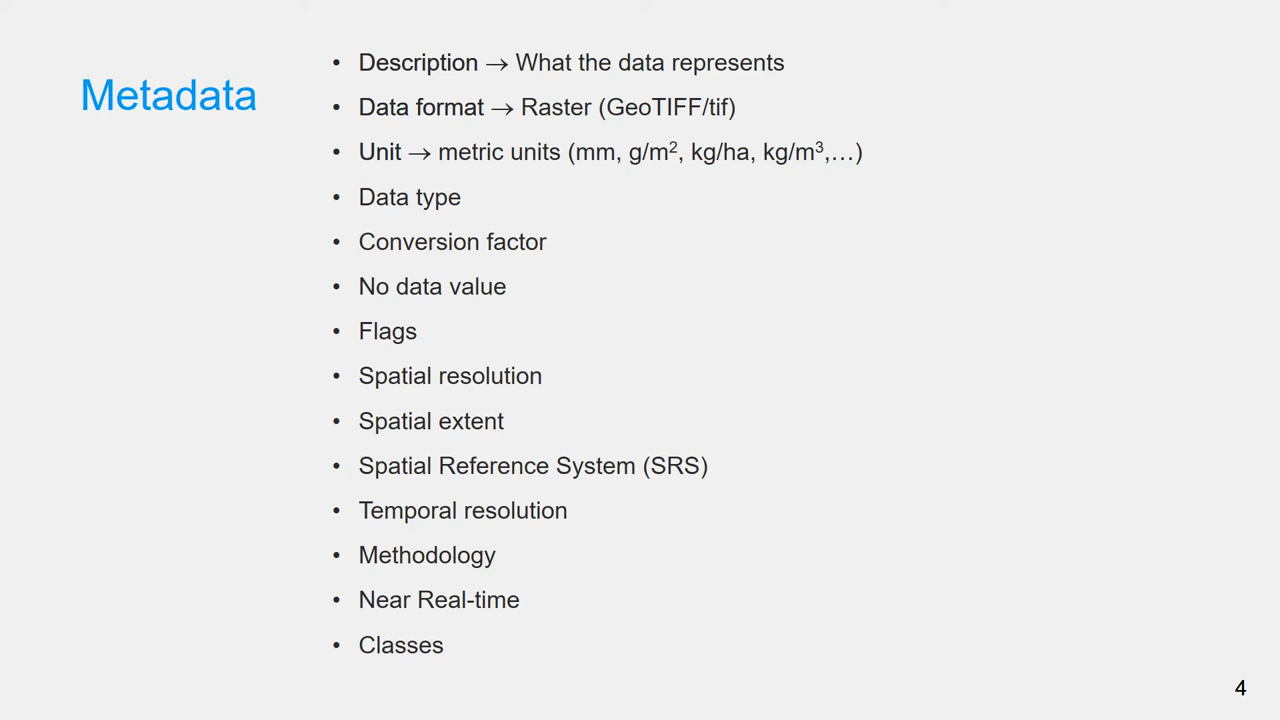 Metadata
• Description → What the data represents
• Data format → Raster (GeoTIFF/tif)
• Unit → metric units (mm, g/m², kg/ha, kg/m³,…)
• Data type
• Conversion factor
• No data value
• Flags
• Spatial resolution
• Spatial extent
• Spatial Reference System (SRS)
• Temporal resolution
• Methodology
• Near Real-time
• Classes
4